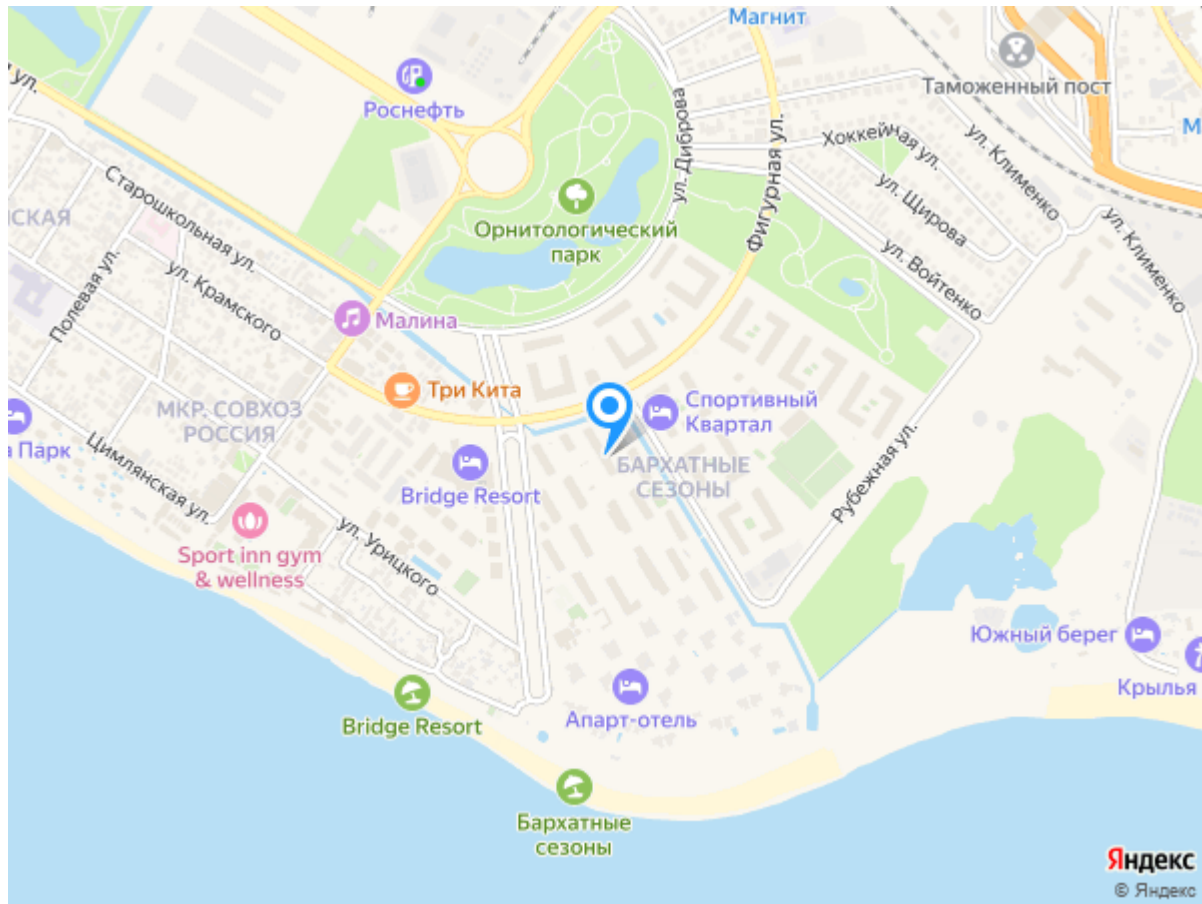 Магнит
Роснефть
Таможенный пост
М
ул.
ул. Диброва
Хоккейная ул.
ул. Клименко
Фигурная ул.
ул. Щирова
Старошкольная ул.
Орнитологический
парк
СКАЯ
ул. Клименко
ул. Войтенко
Полевая ул.
ул. Крамского
Малина
Три Кита
Спортивный
Квартал
МКР. СОВХОЗ
РОССИЯ
а Парк
Цимлянская ул.
БАРХАТНЫЕ
СЕЗОНЫ
Bridge Resort
Рубежная ул.
Sport inn gym
& wellness
ул. Урицкого
Южный берег
Крылья
Bridge Resort
Апарт-отель
Бархатные
сезоны
Яндекс
© Яндекс